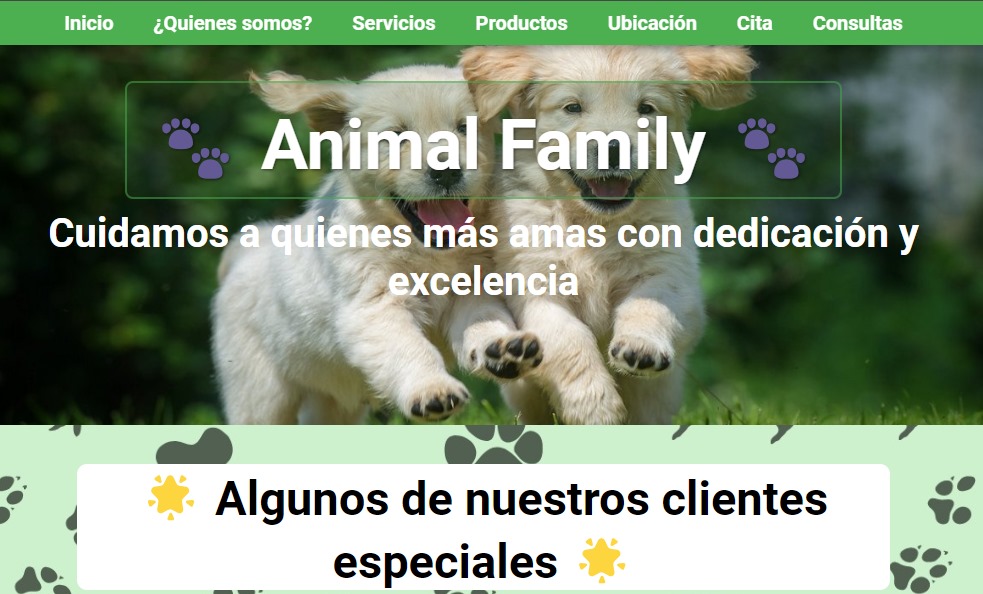 Inicio ¿Quienes somos? Servicios Productos Ubicación Cita Consultas
Animal Family
Cuidamos a quienes más amas con dedicación y
excelencia
Algunos de nuestros clientes
especiales